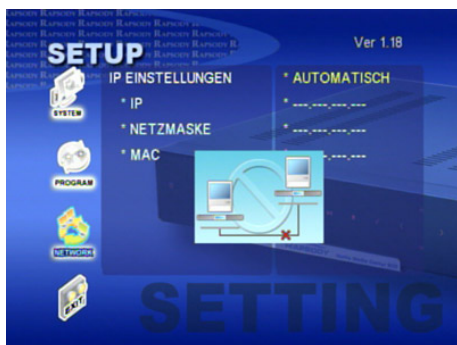 SETUP
Ver 1.18
IP EINSTELLUNGEN
* AUTOMATISCH
* IP
* ---.---.---.---
* NETZMASKE
* ---.---.---.---
* MAC
SYSTEM
PROGRAM
NETWORK
EXIT
SETTING